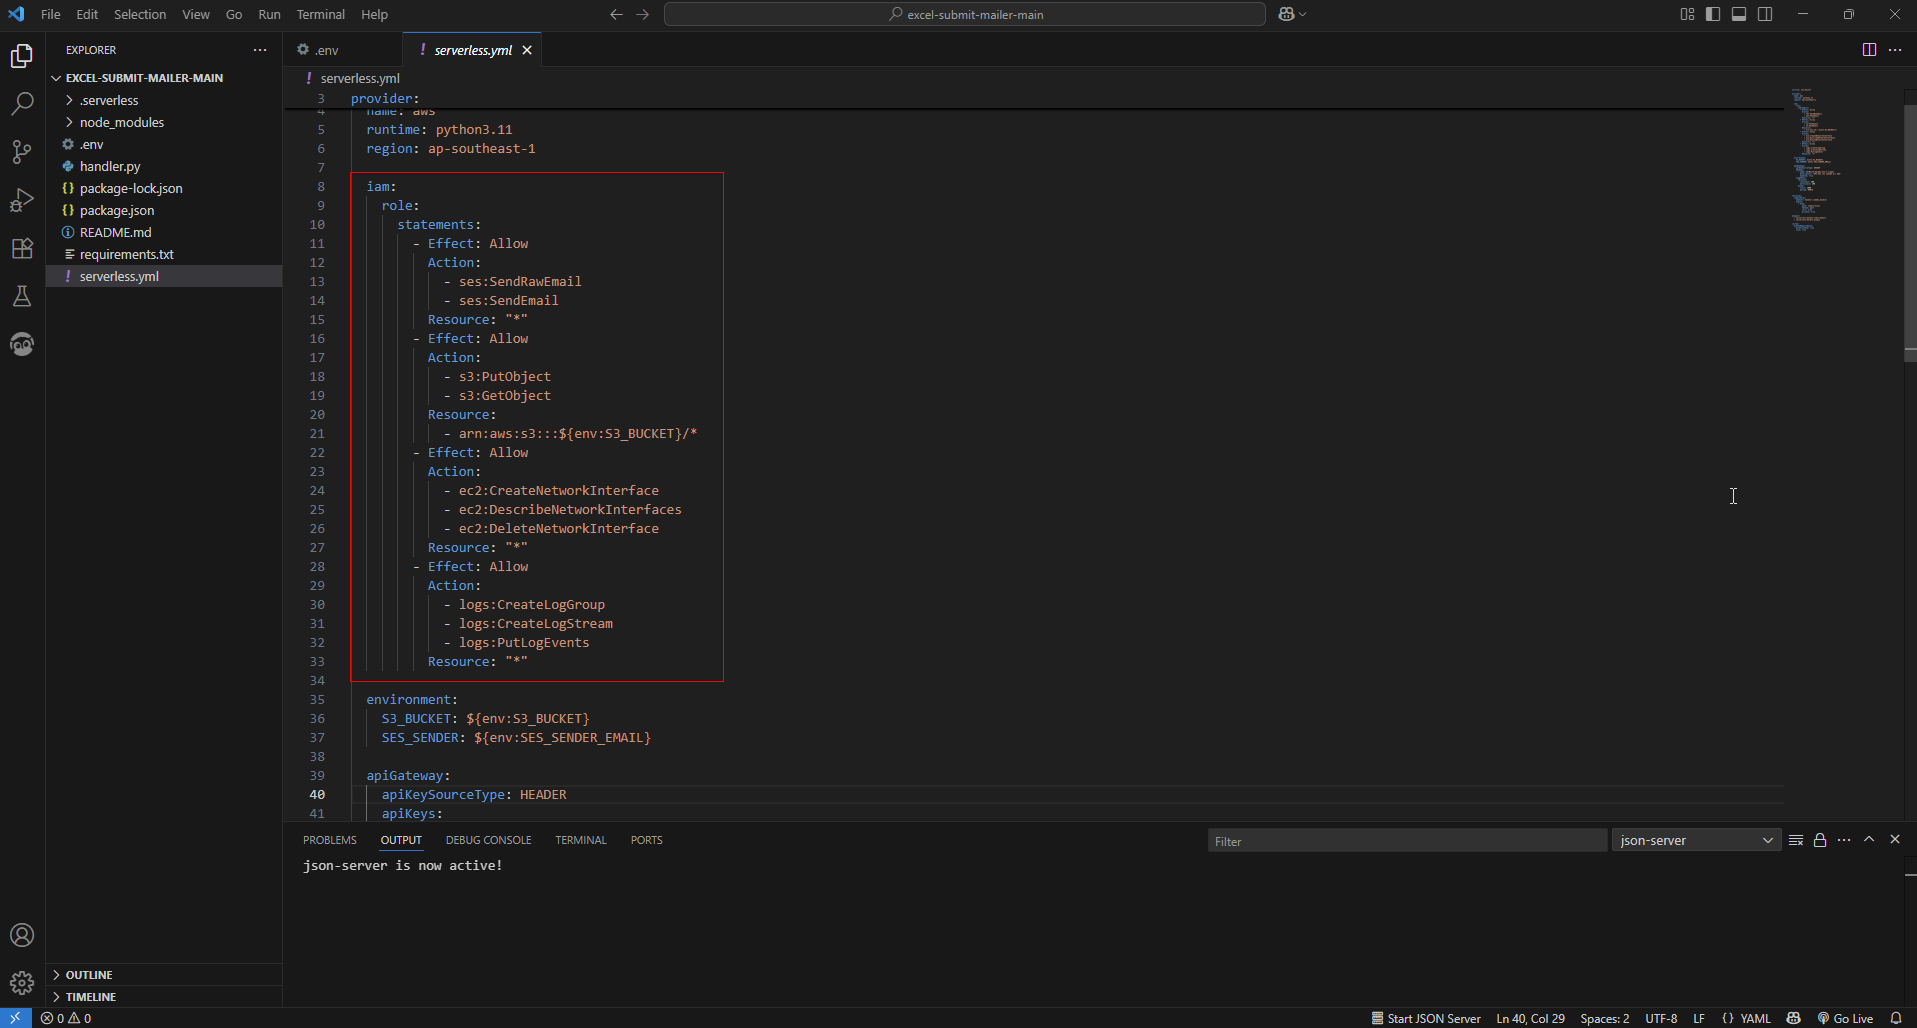 File Edit Selection View Go Run Terminal Help
excel-submit-mailer-main
EXPLORER
EXCEL-SUBMIT-MAILER-MAIN
.serverless
node_modules
.env
handler.py
package-lock.json
package.json
README.md
requirements.txt
serverless.yml
OUTLINE
TIMELINE
.env
serverless.yml
serverless.yml
3 provider:
4 name: aws
5 runtime: python3.11
6 region: ap-southeast-1
7
8 iam:
9 role:
10 statements:
11 - Effect: Allow
12 Action:
13 - ses:SendRawEmail
14 - ses:SendEmail
15 Resource: "*"
16 - Effect: Allow
17 Action:
18 - s3:PutObject
19 - s3:GetObject
20 Resource:
21 - arn:aws:s3:::${env:S3_BUCKET}/*
22 - Effect: Allow
23 Action:
24 - ec2:CreateNetworkInterface
25 - ec2:DescribeNetworkInterfaces
26 - ec2:DeleteNetworkInterface
27 Resource: "*"
28 - Effect: Allow
29 Action:
30 - logs:CreateLogGroup
31 - logs:CreateLogStream
32 - logs:PutLogEvents
33 Resource: "*"
34
35 environment:
36 S3_BUCKET: ${env:S3_BUCKET}
37 SES_SENDER: ${env:SES_SENDER_EMAIL}
38
39 apiGateway:
40 apiKeySourceType: HEADER
41 apiKeys:
PROBLEMS OUTPUT DEBUG CONSOLE TERMINAL PORTS
Filter
json-server
json-server is now active!
0 0
Start JSON Server Ln 40, Col 29 Spaces: 2 UTF-8 LF {} YAML Go Live